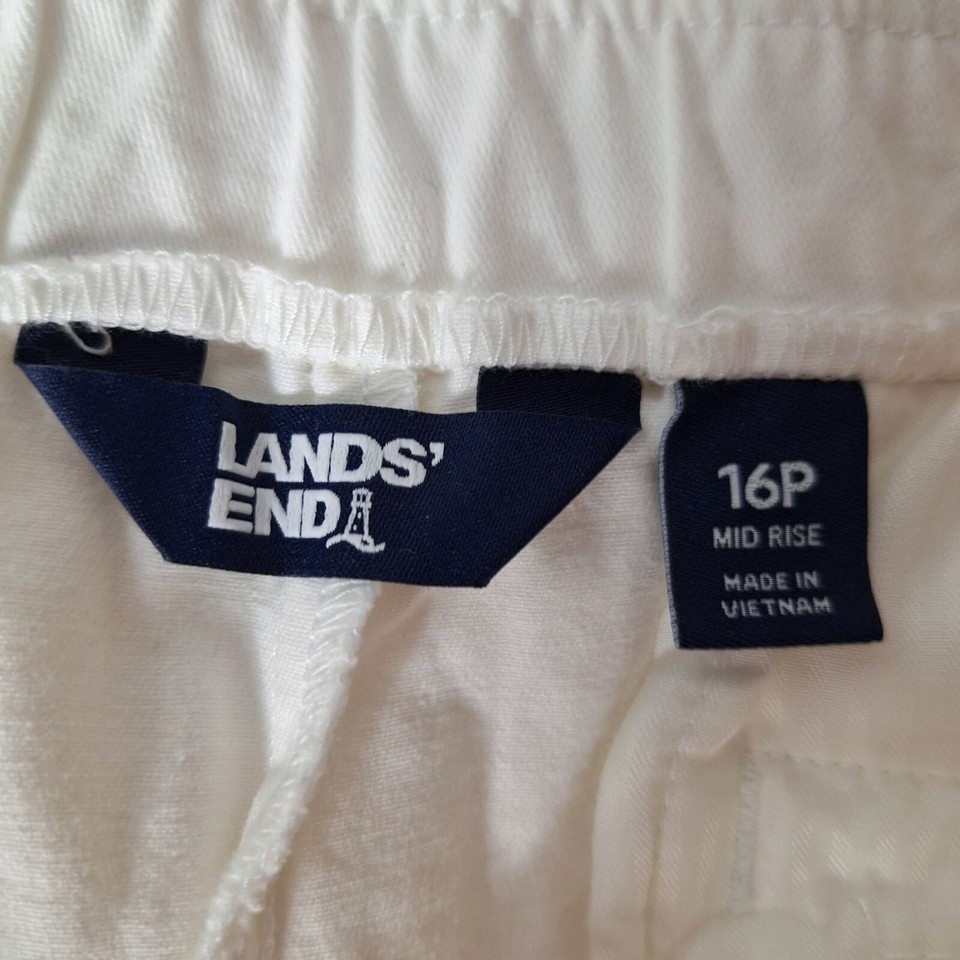 LANDS'
END
16P
MID RISE
MADE IN
VIETNAM